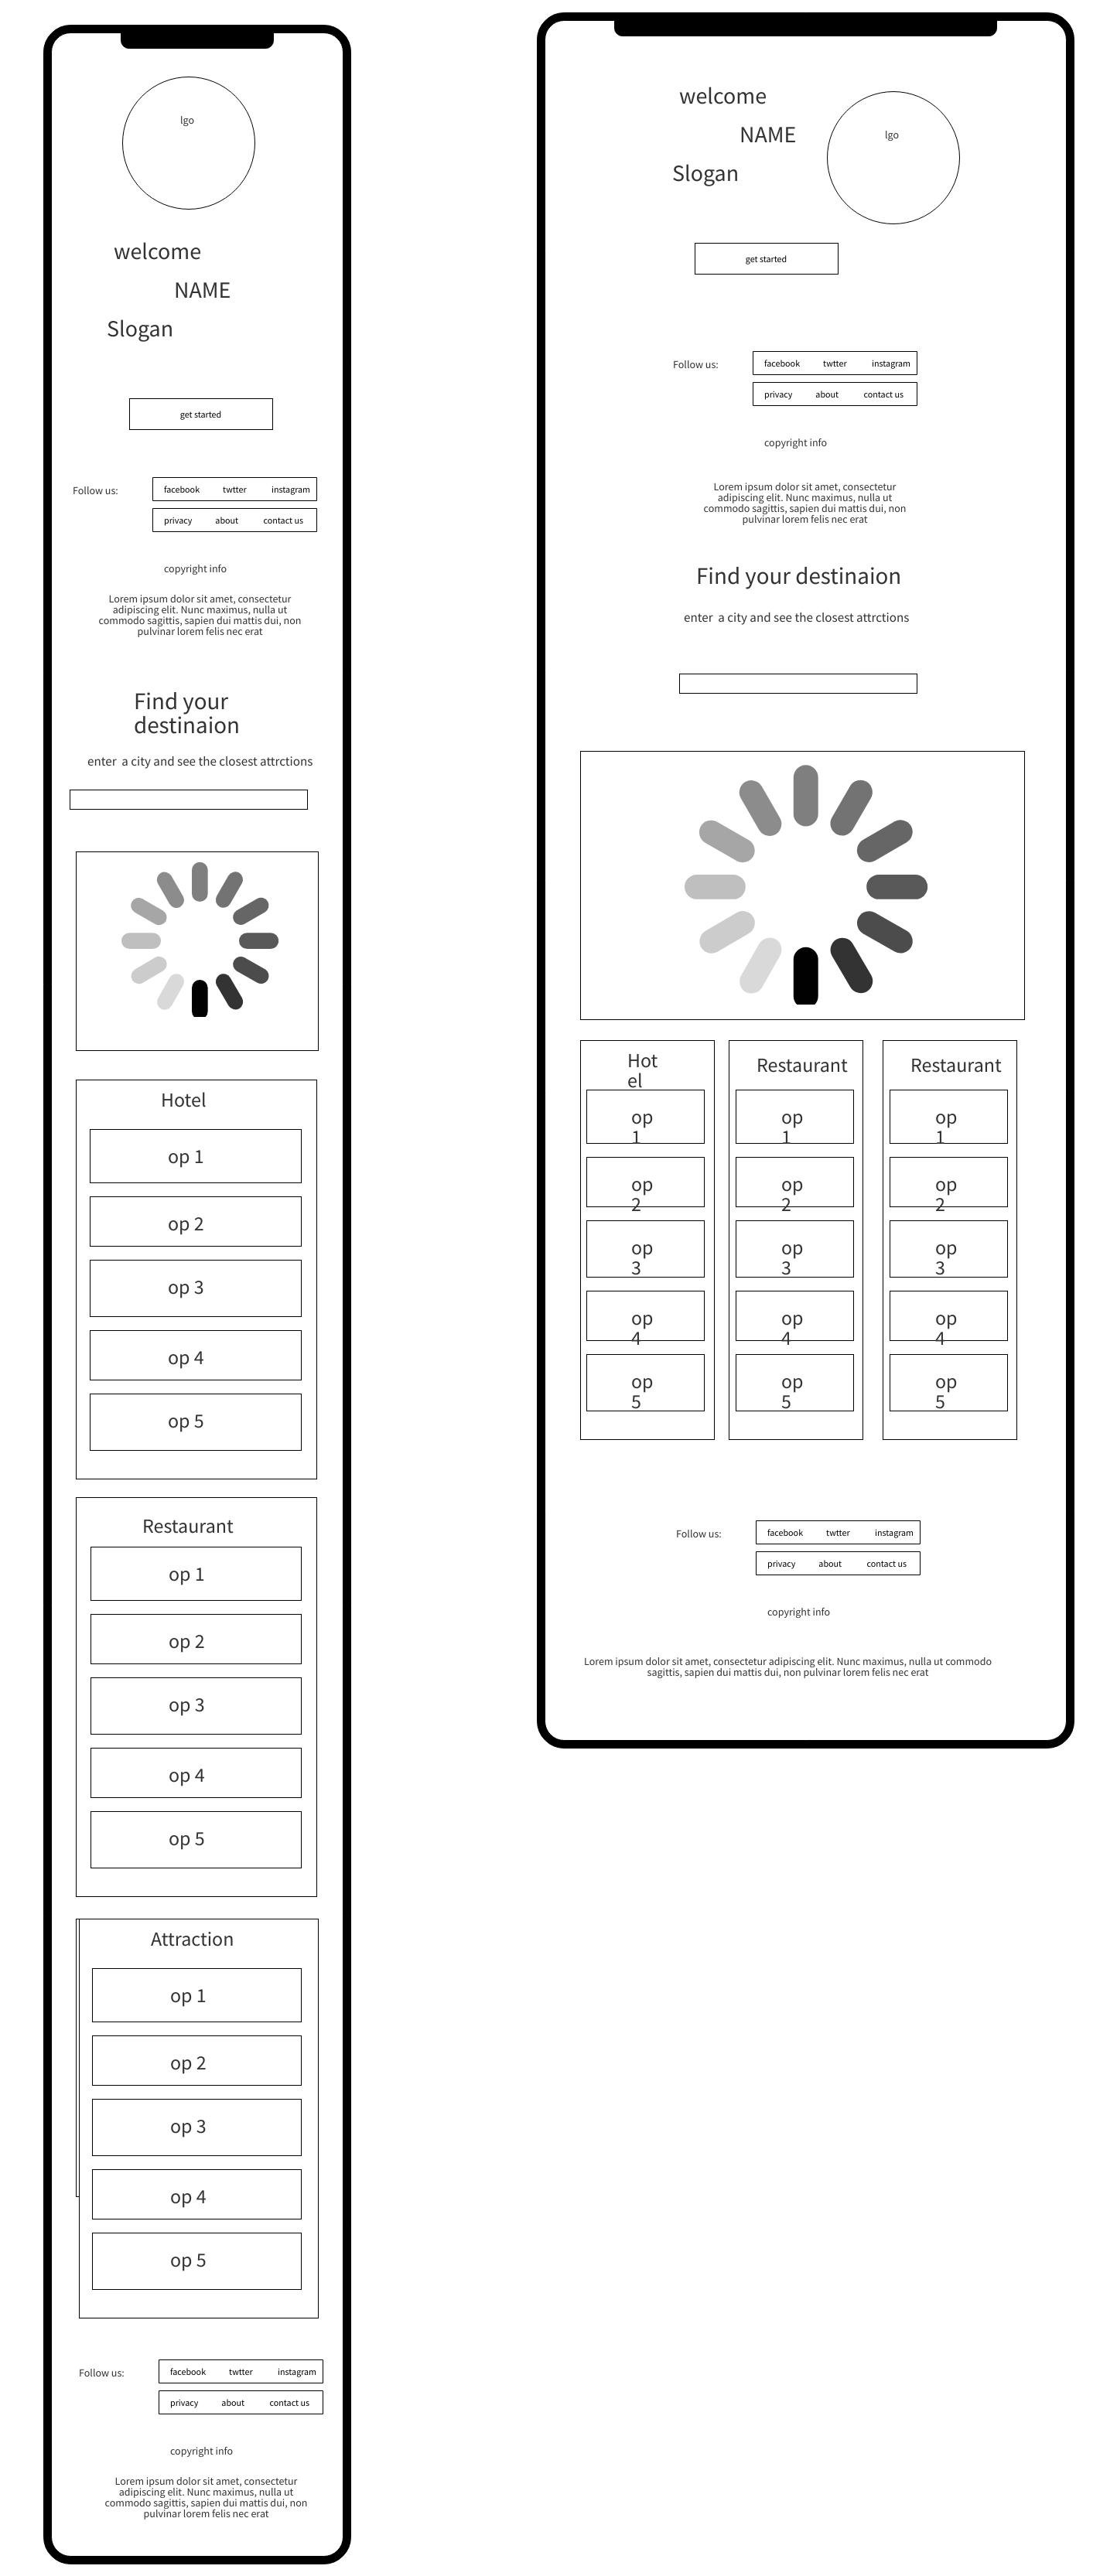 lgo
welcome
NAME
Slogan
get started
Follow us:
facebook twtter instagram
privacy about contact us
copyright info
Lorem ipsum dolor sit amet, consectetur
adipiscing elit. Nunc maximus, nulla ut
commodo sagittis, sapien dui mattis dui, non
pulvinar lorem felis nec erat
Find your
destinaion
enter a city and see the closest attrctions
Hotel
op 1
op 2
op 3
op 4
op 5
Restaurant
op 1
op 2
op 3
op 4
op 5
Attraction
op 1
op 2
op 3
op 4
op 5
Follow us:
facebook twtter instagram
privacy about contact us
copyright info
Lorem ipsum dolor sit amet, consectetur
adipiscing elit. Nunc maximus, nulla ut
commodo sagittis, sapien dui mattis dui, non
pulvinar lorem felis nec erat
welcome
NAME
Slogan
lgo
get started
Follow us:
facebook twtter instagram
privacy about contact us
copyright info
Lorem ipsum dolor sit amet, consectetur
adipiscing elit. Nunc maximus, nulla ut
commodo sagittis, sapien dui mattis dui, non
pulvinar lorem felis nec erat
Find your destinaion
enter a city and see the closest attrctions
Hot
el
op
1
op
2
op
3
op
4
op
5
Restaurant
op
1
op
2
op
3
op
4
op
5
Restaurant
op
1
op
2
op
3
op
4
op
5
Follow us:
facebook twtter instagram
privacy about contact us
copyright info
Lorem ipsum dolor sit amet, consectetur adipiscing elit. Nunc maximus, nulla ut commodo
sagittis, sapien dui mattis dui, non pulvinar lorem felis nec erat